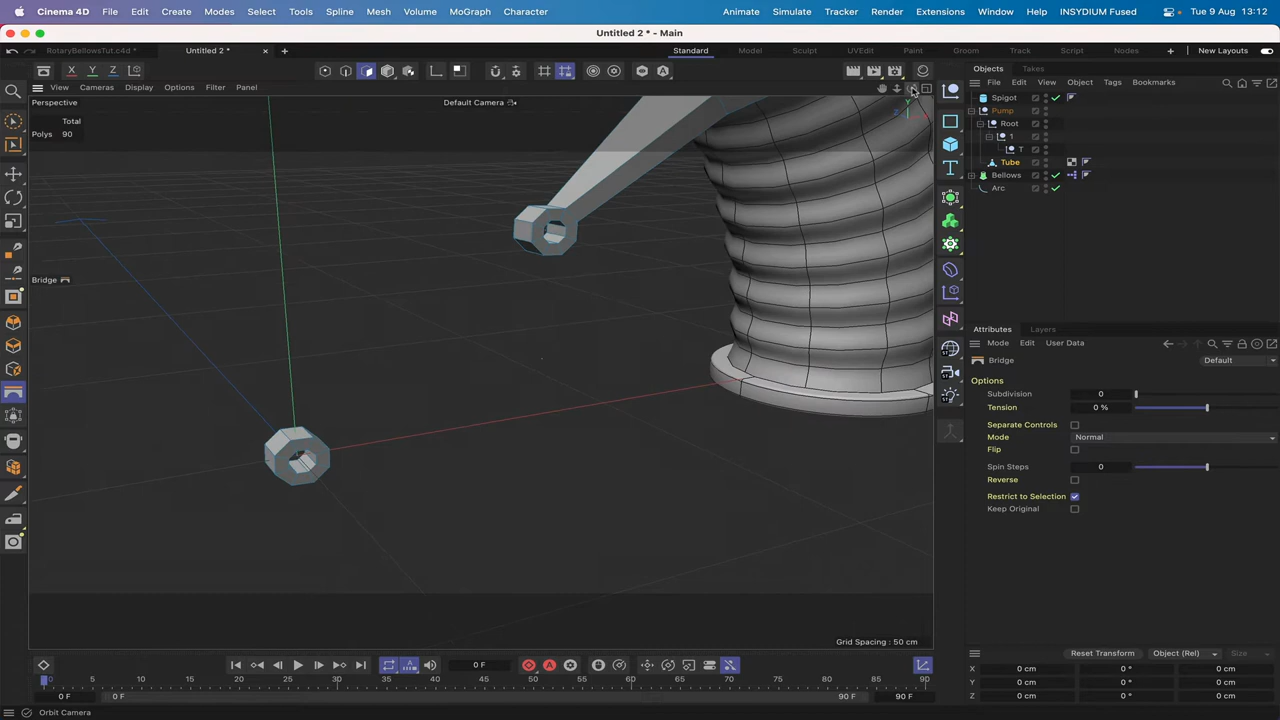 Cinema 4D File Edit Create Modes Select Tools Spline Mesh Volume MoGraph Character Animate Simulate Tracker Render Extensions Window Help INSYDIUM Fused Tue 9 Aug 13:12
Untitled 2 * - Main
RotaryBellowsTut.c4d * Untitled 2 * Standard Model Sculpt UVEdit Paint Groom Track Script Nodes New Layouts
X Y Z
Objects Takes
View Cameras Display Options Filter Panel
File Edit View Object Tags Bookmarks
Perspective Default Camera
Y
Spigot
Total
Pump
Polys 90
Root
1
T
Tube
Bellows
Arc
Bridge
Attributes Layers
Mode Edit User Data
Bridge Default
Options
Subdivision 0
Tension 0 %
Separate Controls
Mode Normal
Flip
Spin Steps 0
Reverse
Restrict to Selection
Keep Original
Grid Spacing : 50 cm
Reset Transform Object (Rel) Size
0 F
X 0 cm 0 ° 0 cm
0 5 10 15 20 25 30 35 40 45 50 55 60 65 70 75 80 85 90
Y 0 cm 0 ° 0 cm
0 F 0 F 90 F 90 F
Z 0 cm 0 ° 0 cm
Orbit Camera